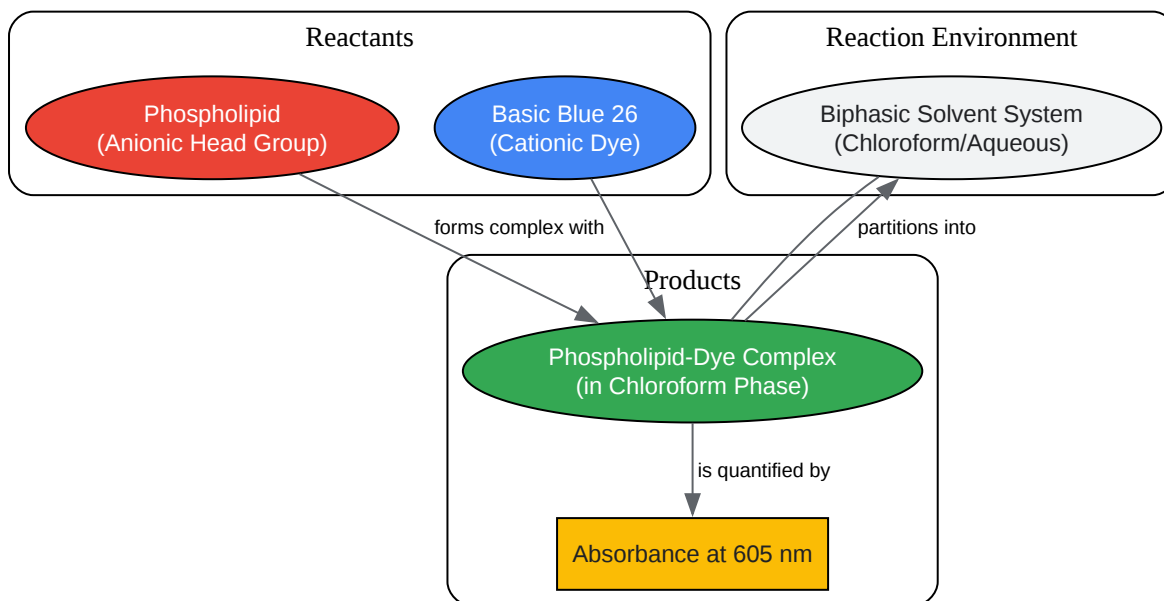 Reactants
Reaction Environment
Phospholipid
(Anionic Head Group)
Basic Blue 26
(Cationic Dye)
Biphasic Solvent System
(Chloroform/Aqueous)
forms complex with
partitions into
Products
Phospholipid-Dye Complex
(in Chloroform Phase)
is quantified by
Absorbance at 605 nm